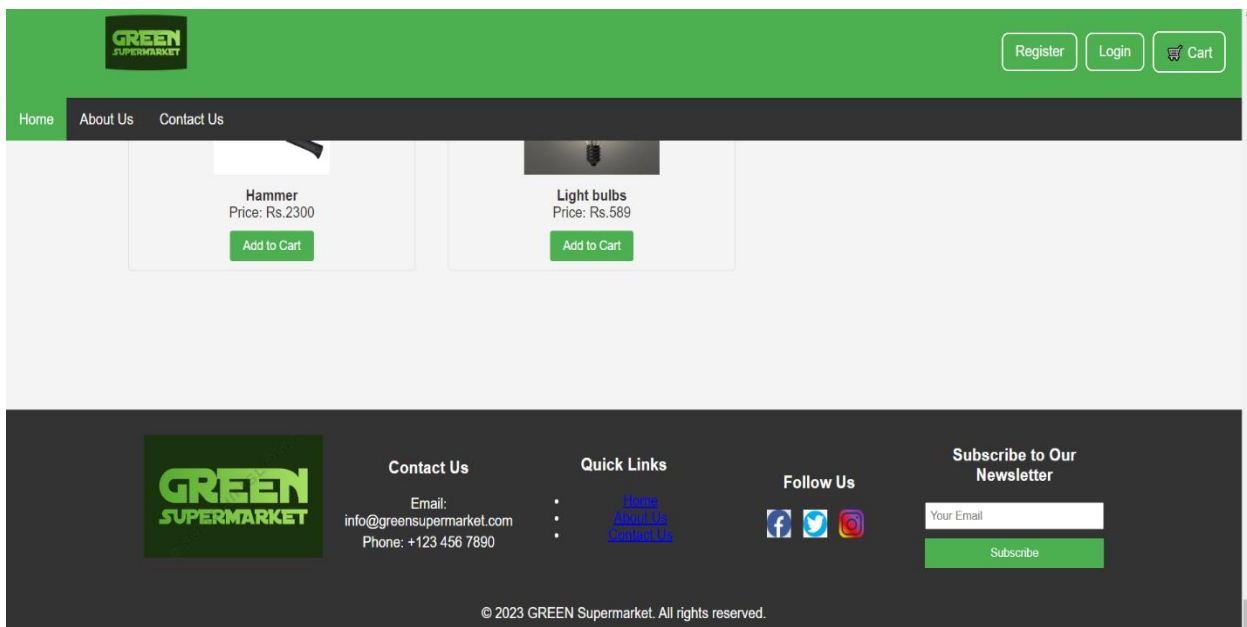 GREEN
SUPERMARKET
Register
Login
Cart
Home
About Us
Contact Us
Hammer
Price: Rs.2300
Add to Cart
Light bulbs
Price: Rs.589
Add to Cart
GREEN
SUPERMARKET
Contact Us
Email:
info@greensupermarket.com
Phone: +123 456 7890
Quick Links
Home
About Us
Contact Us
Follow Us
Subscribe to Our
Newsletter
Your Email
Subscribe
© 2023 GREEN Supermarket. All rights reserved.